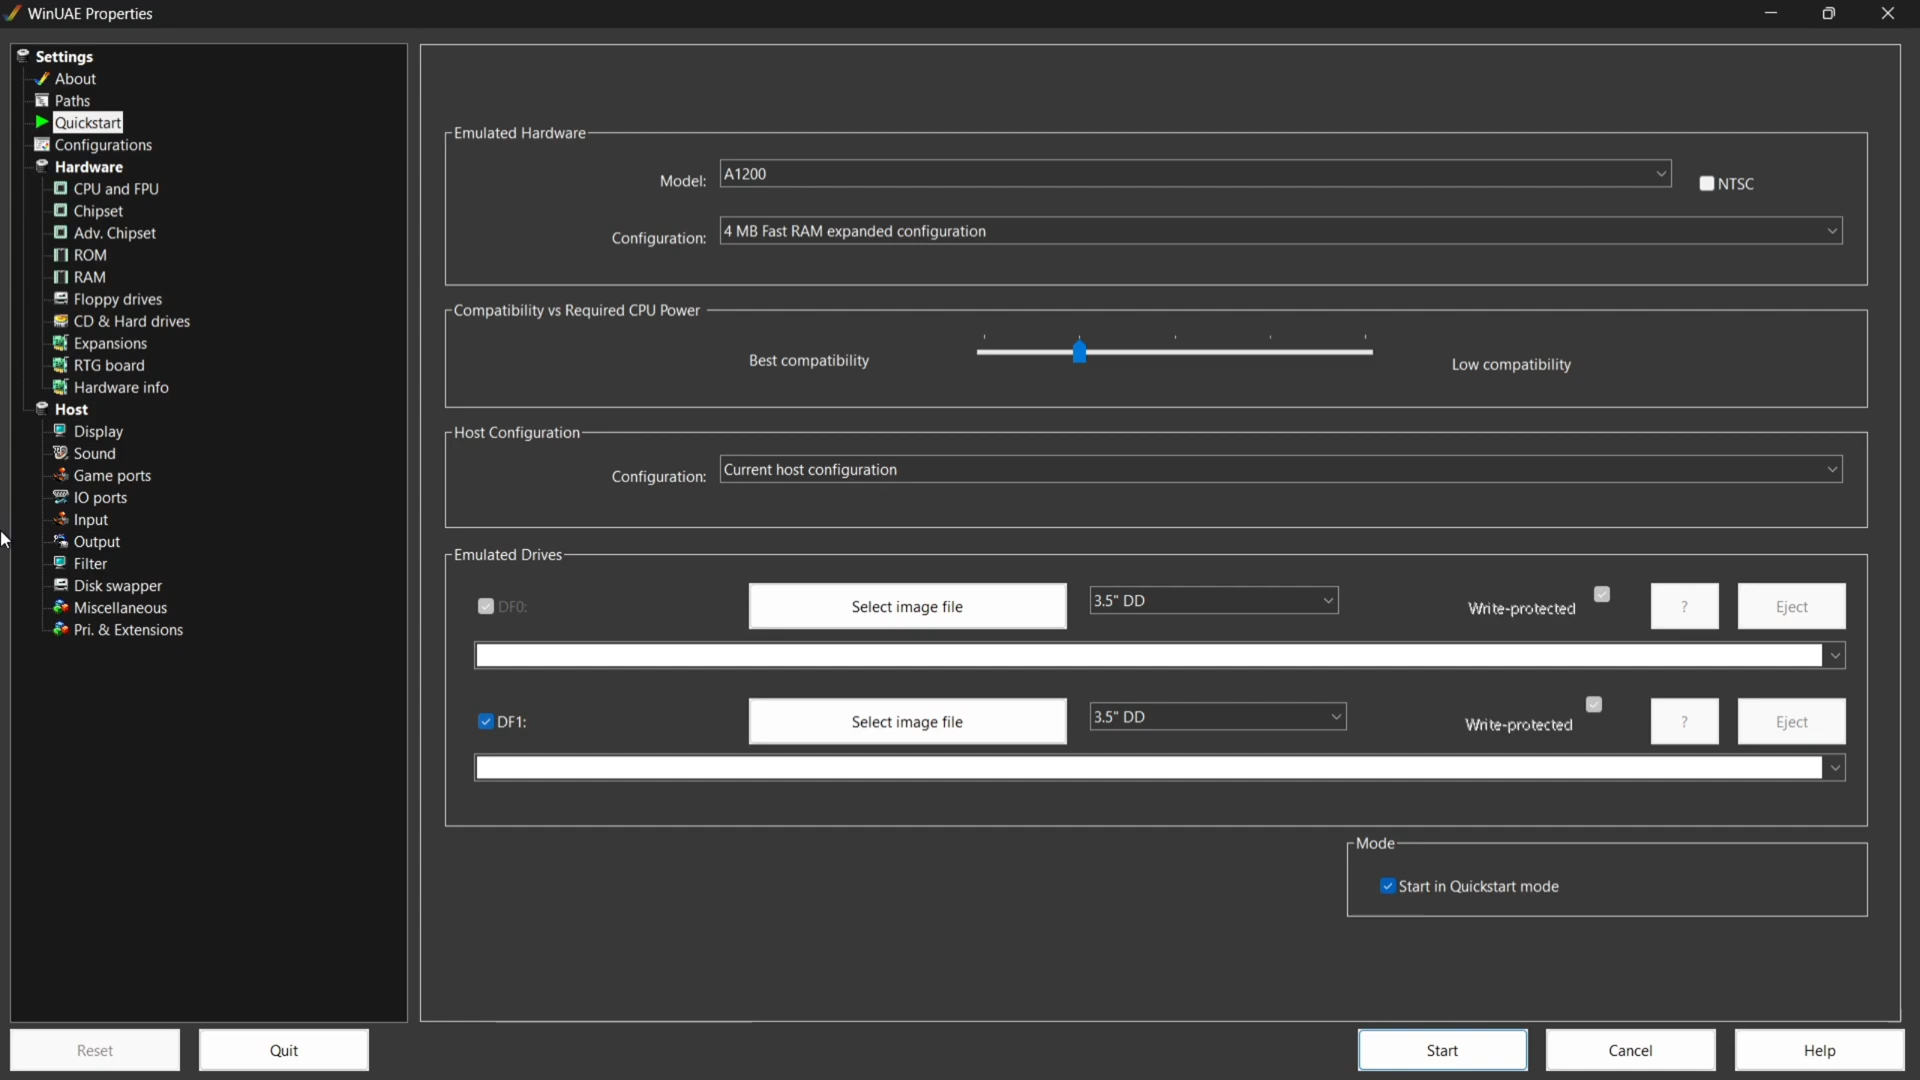 WinUAE Properties
Settings
About
Paths
Quickstart
Configurations
Hardware
CPU and FPU
Chipset
Adv. Chipset
ROM
RAM
Floppy drives
CD & Hard drives
Expansions
RTG board
Hardware info
Host
Display
Sound
Game ports
IO ports
Input
Output
Filter
Disk swapper
Miscellaneous
Pri. & Extensions
Emulated Hardware
Model: A1200 NTSC
Configuration: 4 MB Fast RAM expanded configuration
Compatibility vs Required CPU Power
Best compatibility Low compatibility
Host Configuration
Configuration: Current host configuration
Emulated Drives
DF0: Select image file 3.5" DD Write-protected ? Eject
DF1: Select image file 3.5" DD Write-protected ? Eject
Mode
Start in Quickstart mode
Reset Quit Start Cancel Help